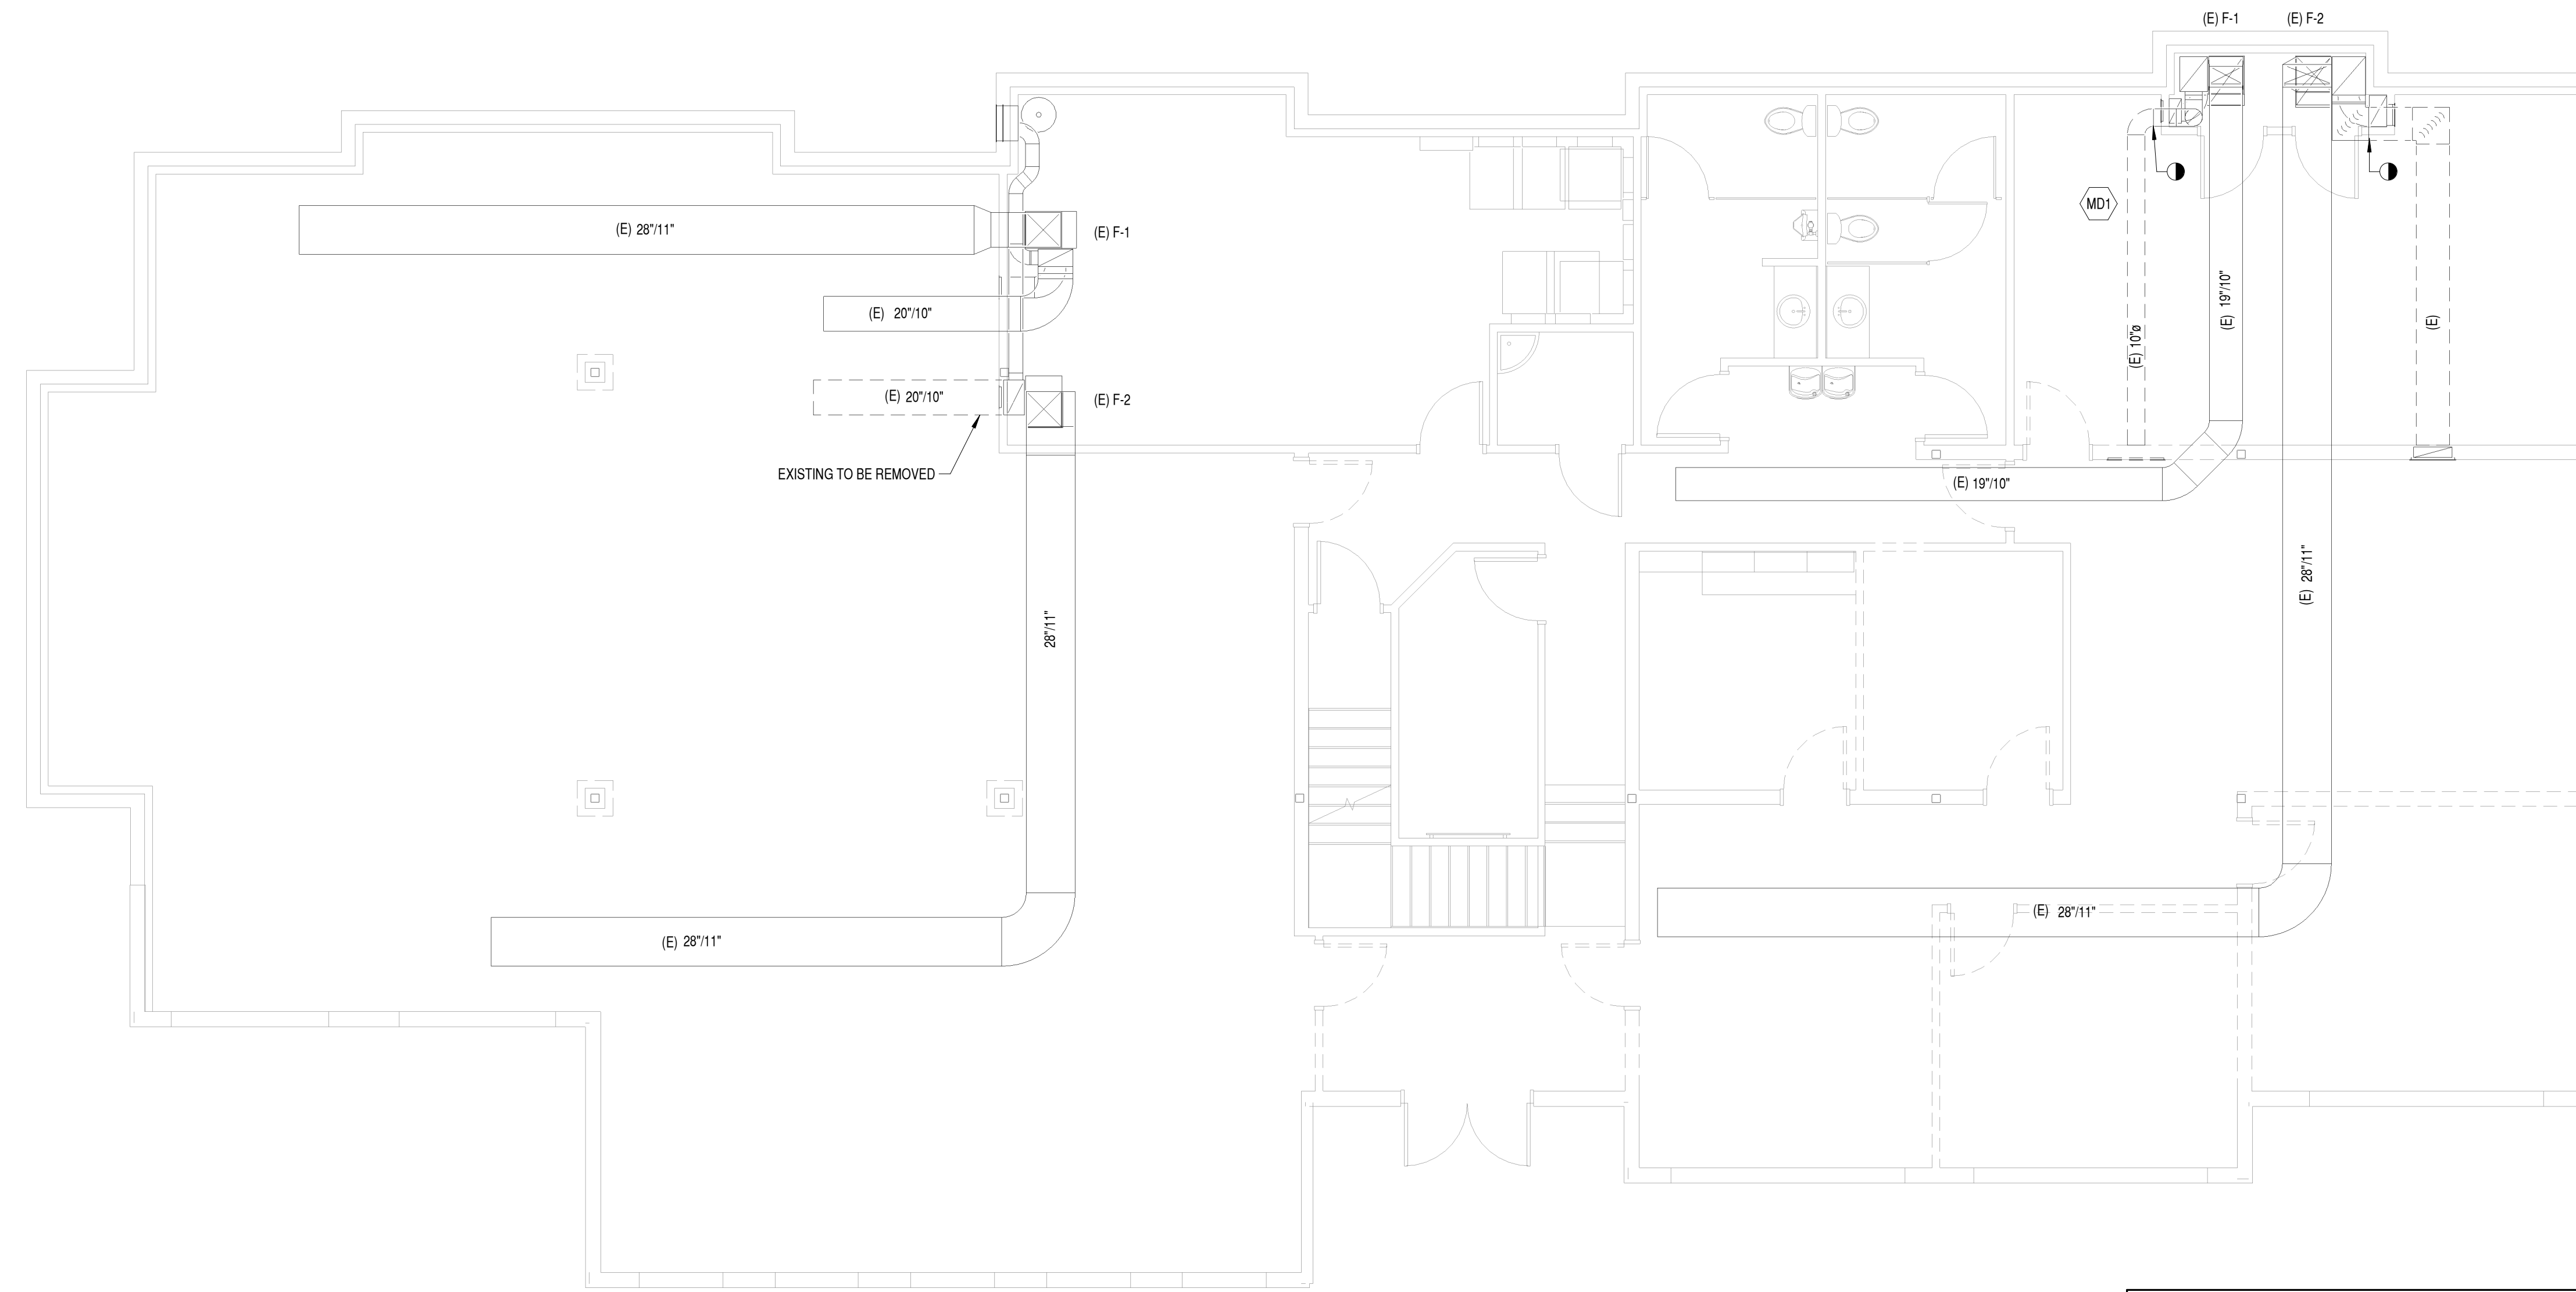 (E) F-1
(E) F-2
MD1
(E) 28"/11"
(E) F-1
(E) 20"/10"
(E) 19"/10"
(E)
(E) 10"ø
(E) 20"/10"
(E) F-2
EXISTING TO BE REMOVED
(E) 19"/10"
(E) 28"/11"
28"/11"
(E) 28"/11"
(E) 28"/11"